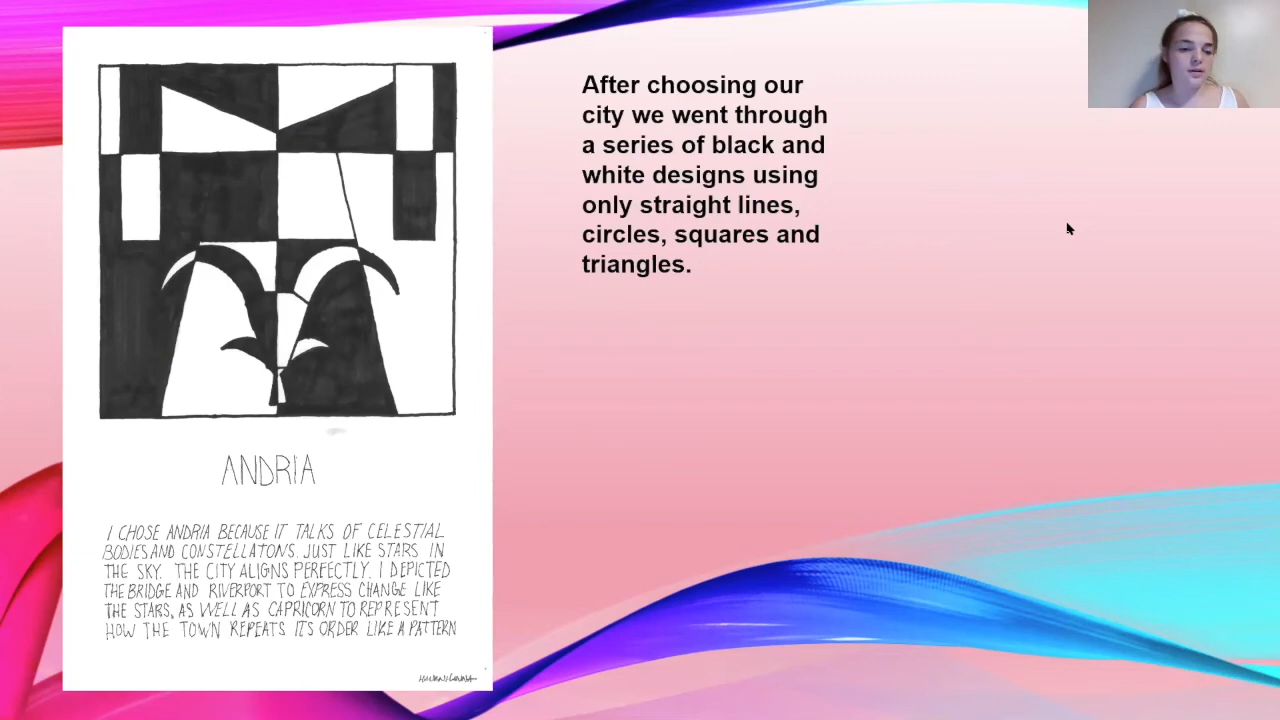 After choosing our
city we went through
a series of black and
white designs using
only straight lines,
circles, squares and
triangles.
ANDRIA
I CHOSE ANDRIA BECAUSE IT TALKS OF CELESTIAL
BODIES AND CONSTELLATONS. JUST LIKE STARS IN
THE SKY. THE CITY ALIGNS PERFECTLY. I DEPICTED
THE BRIDGE AND RIVERPORT TO EXPRESS CHANGE LIKE
THE STARS, AS WELL AS CAPRICORN TO REPRESENT
HOW THE TOWN REPEATS ITS ORDER LIKE A PATTERN